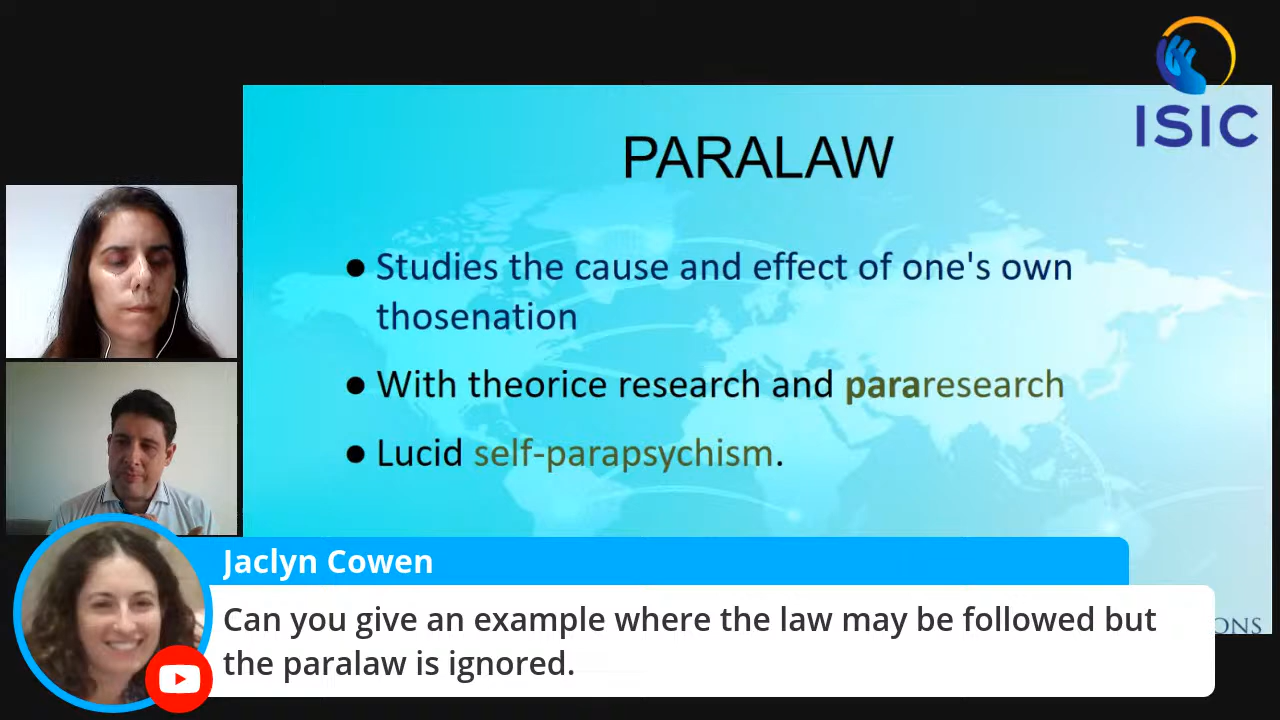 ISIC
PARALAW
● Studies the cause and effect of one's own
thosenation
● With theorice research and pararesearch
● Lucid self-parapsychism.
Jaclyn Cowen
Can you give an example where the law may be followed but
the paralaw is ignored.